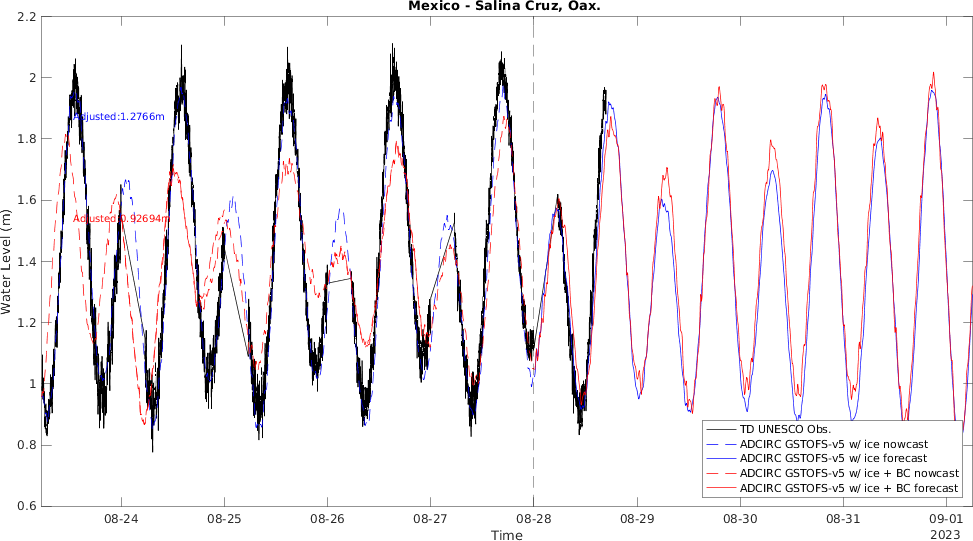 Mexico - Salina Cruz, Oax.
2.2
2
1.8
1.6
1.4
1.2
1
0.8
0.6
Water Level (m)
Adjusted:1.2766m
Adjusted:0.92694m
TD UNESCO Obs.
ADCIRC GSTOFS-v5 w/ ice nowcast
ADCIRC GSTOFS-v5 w/ ice forecast
ADCIRC GSTOFS-v5 w/ ice + BC nowcast
ADCIRC GSTOFS-v5 w/ ice + BC forecast
08-24 08-25 08-26 08-27 08-28 08-29 08-30 08-31 09-01
2023
Time